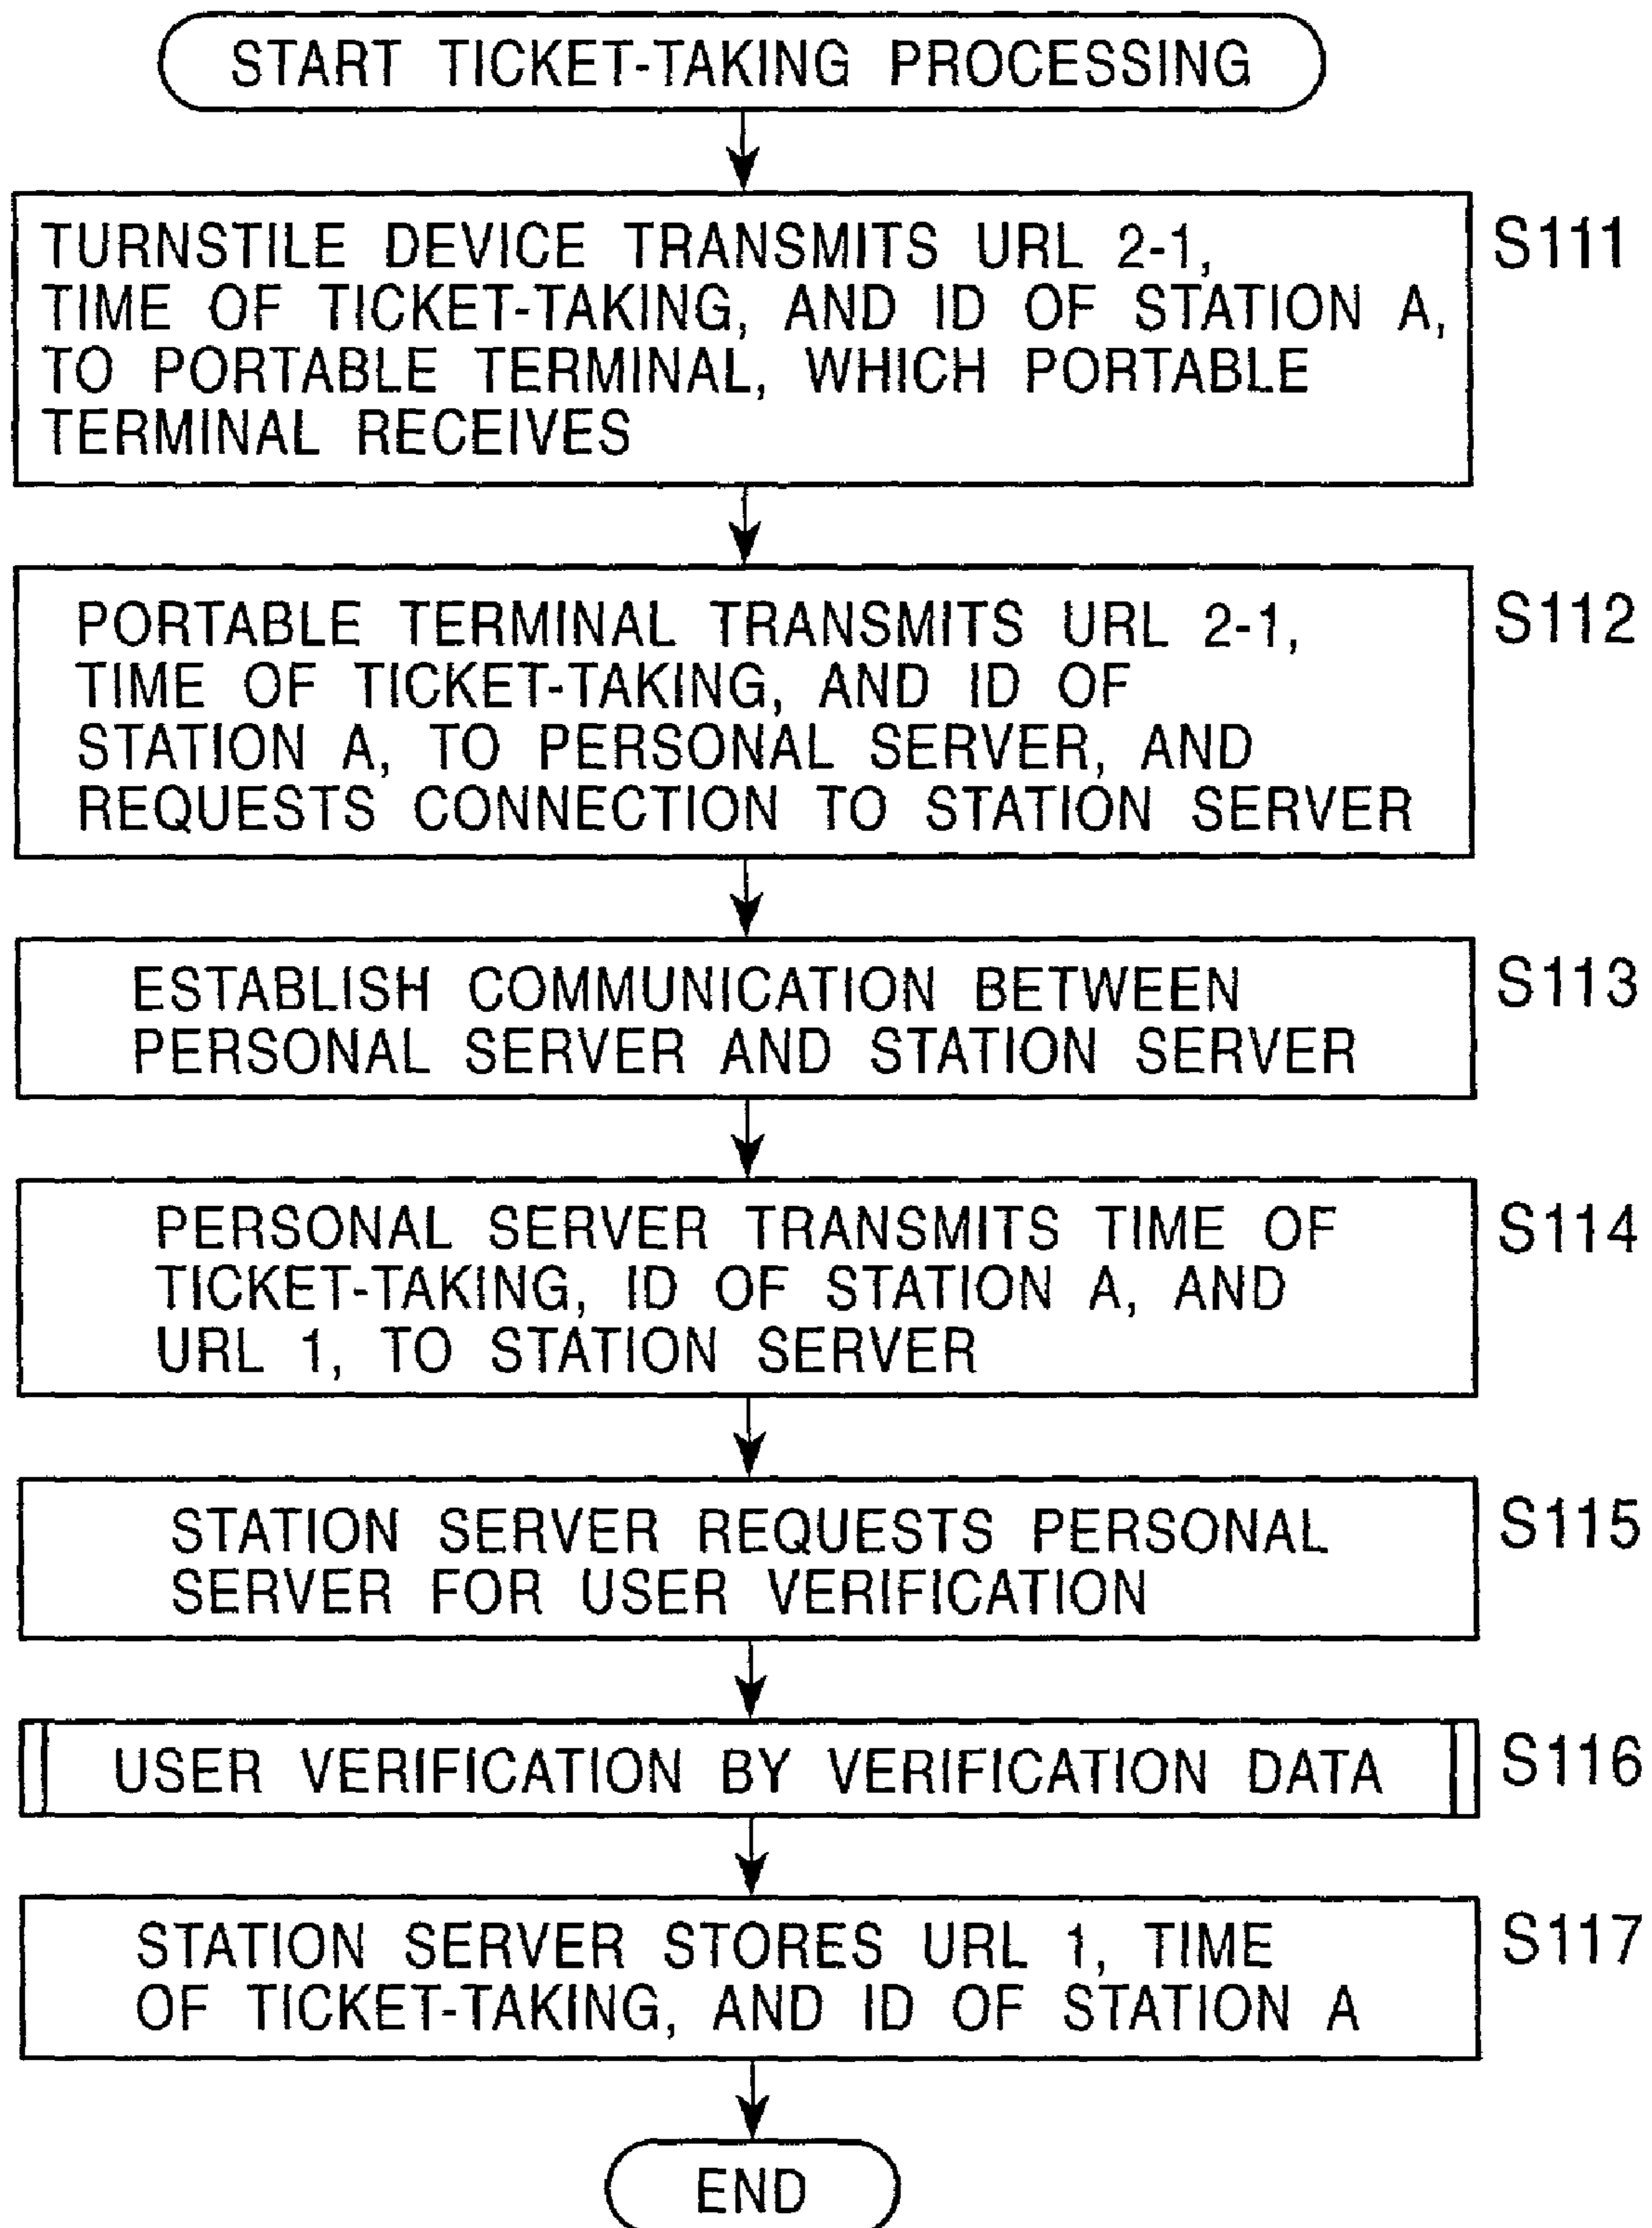 START TICKET-TAKING PROCESSING
TURNSTILE DEVICE TRANSMITS URL 2-1,
TIME OF TICKET-TAKING, AND ID OF STATION A,
TO PORTABLE TERMINAL, WHICH PORTABLE
TERMINAL RECEIVES
S111
PORTABLE TERMINAL TRANSMITS URL 2-1,
TIME OF TICKET-TAKING, AND ID OF
STATION A, TO PERSONAL SERVER, AND
REQUESTS CONNECTION TO STATION SERVER
S112
ESTABLISH COMMUNICATION BETWEEN
PERSONAL SERVER AND STATION SERVER
S113
PERSONAL SERVER TRANSMITS TIME OF
TICKET-TAKING, ID OF STATION A, AND
URL 1, TO STATION SERVER
S114
STATION SERVER REQUESTS PERSONAL
SERVER FOR USER VERIFICATION
S115
USER VERIFICATION BY VERIFICATION DATA
S116
STATION SERVER STORES URL 1, TIME
OF TICKET-TAKING, AND ID OF STATION A
S117
END